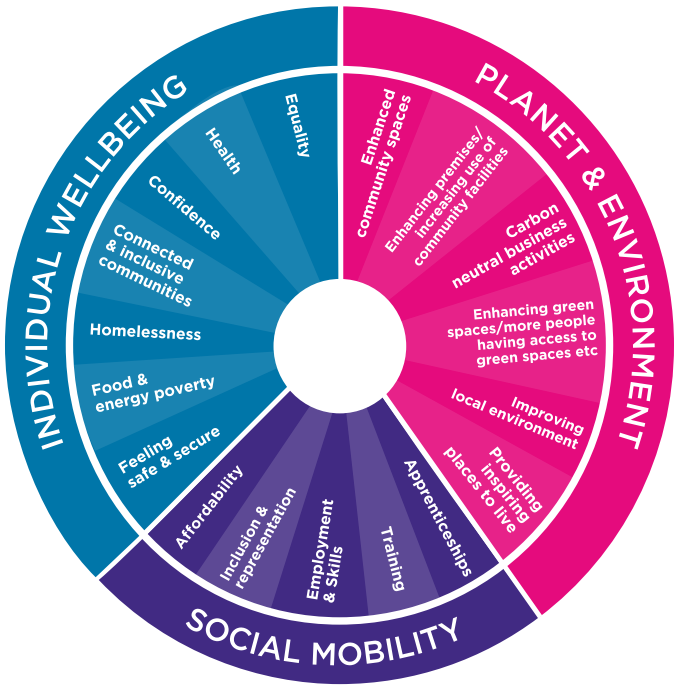 PLANET & ENVIRONMENT
Enhanced
community spaces
Enhancing premises/
increasing use of
community facilities
Carbon
neutral business
activities
Enhancing green
spaces/more people
having access to
green spaces etc
Improving
local environment
Providing
inspiring
places to live
SOCIAL MOBILITY
Apprenticeships
Training
Employment
& Skills
Inclusion &
representation
Affordability
INDIVIDUAL WELLBEING
Feeling
safe & secure
Food &
energy poverty
Homelessness
Connected
& inclusive
communities
Confidence
Health
Equality